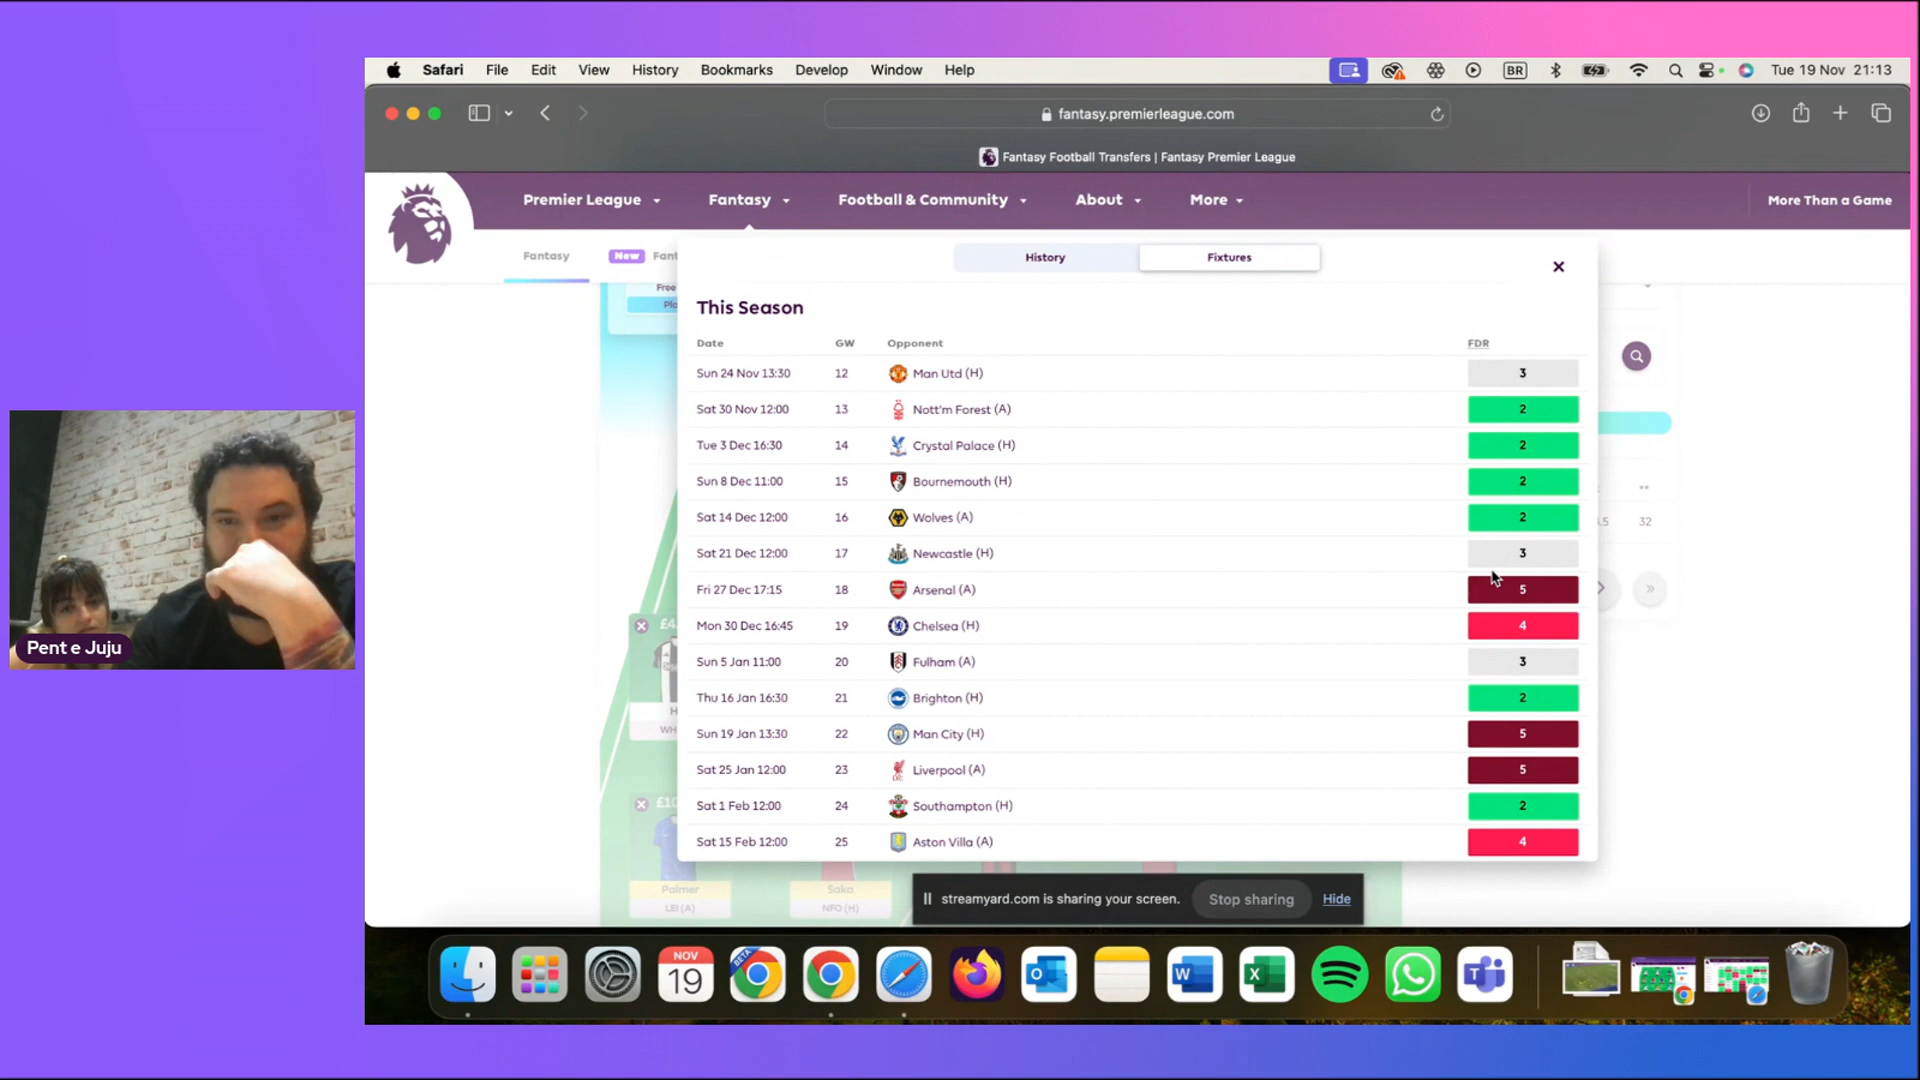 Safari File Edit View History Bookmarks Develop Window Help BR Tue 19 Nov 21:13
fantasy.premierleague.com
Fantasy Football Transfers | Fantasy Premier League
Premier League Fantasy Football & Community About More More Than a Game
Fantasy New Fant
History Fixtures
Free
This Season
Date GW Opponent FDR
Sun 24 Nov 13:30 12 Man Utd (H) 3
Sat 30 Nov 12:00 13 Nott'm Forest (A) 2
Tue 3 Dec 16:30 14 Crystal Palace (H) 2
Sun 8 Dec 11:00 15 Bournemouth (H) 2
Sat 14 Dec 12:00 16 Wolves (A) 2
Sat 21 Dec 12:00 17 Newcastle (H) 3
Fri 27 Dec 17:15 18 Arsenal (A) 5
Mon 30 Dec 16:45 19 Chelsea (H) 4
Sun 5 Jan 11:00 20 Fulham (A) 3
Thu 16 Jan 16:30 21 Brighton (H) 2
Sun 19 Jan 13:30 22 Man City (H) 5
Sat 25 Jan 12:00 23 Liverpool (A) 5
Sat 1 Feb 12:00 24 Southampton (H) 2
Sat 15 Feb 12:00 25 Aston Villa (A) 4
32
Pent e Juju
Palmer Saka
LEI (A) NFO (H)
streamyard.com is sharing your screen. Stop sharing Hide
NOV
19
BETA